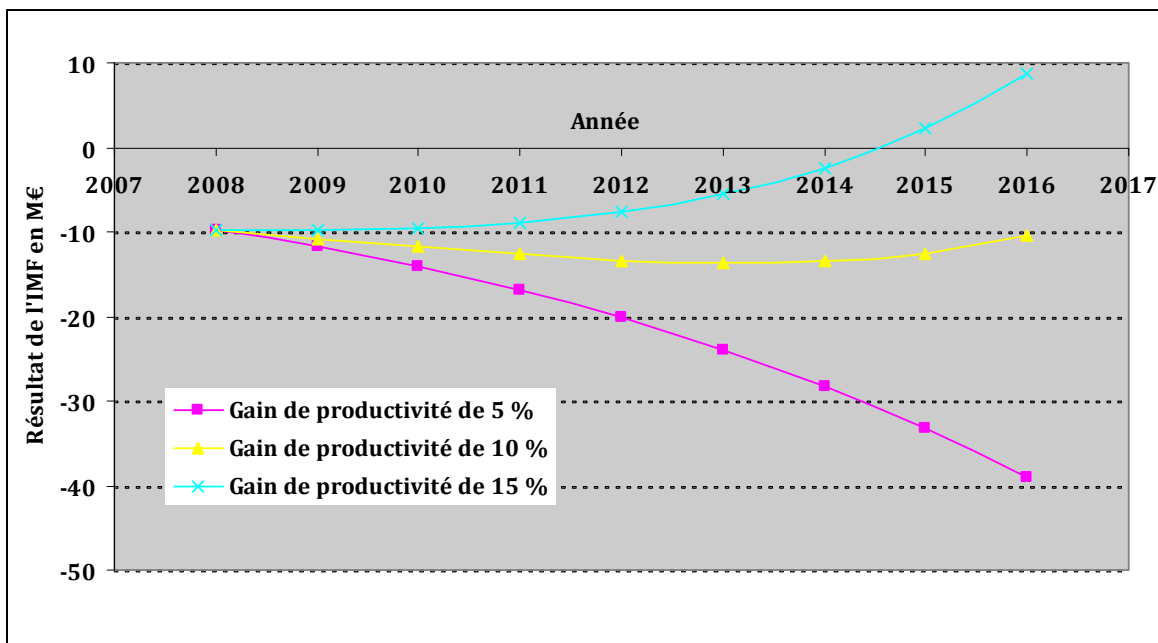 10
0
-10
-20
-30
-40
-50
Résultat de l'IMF en M€
Année
2007 2008 2009 2010 2011 2012 2013 2014 2015 2016 2017
Gain de productivité de 5 %
Gain de productivité de 10 %
Gain de productivité de 15 %